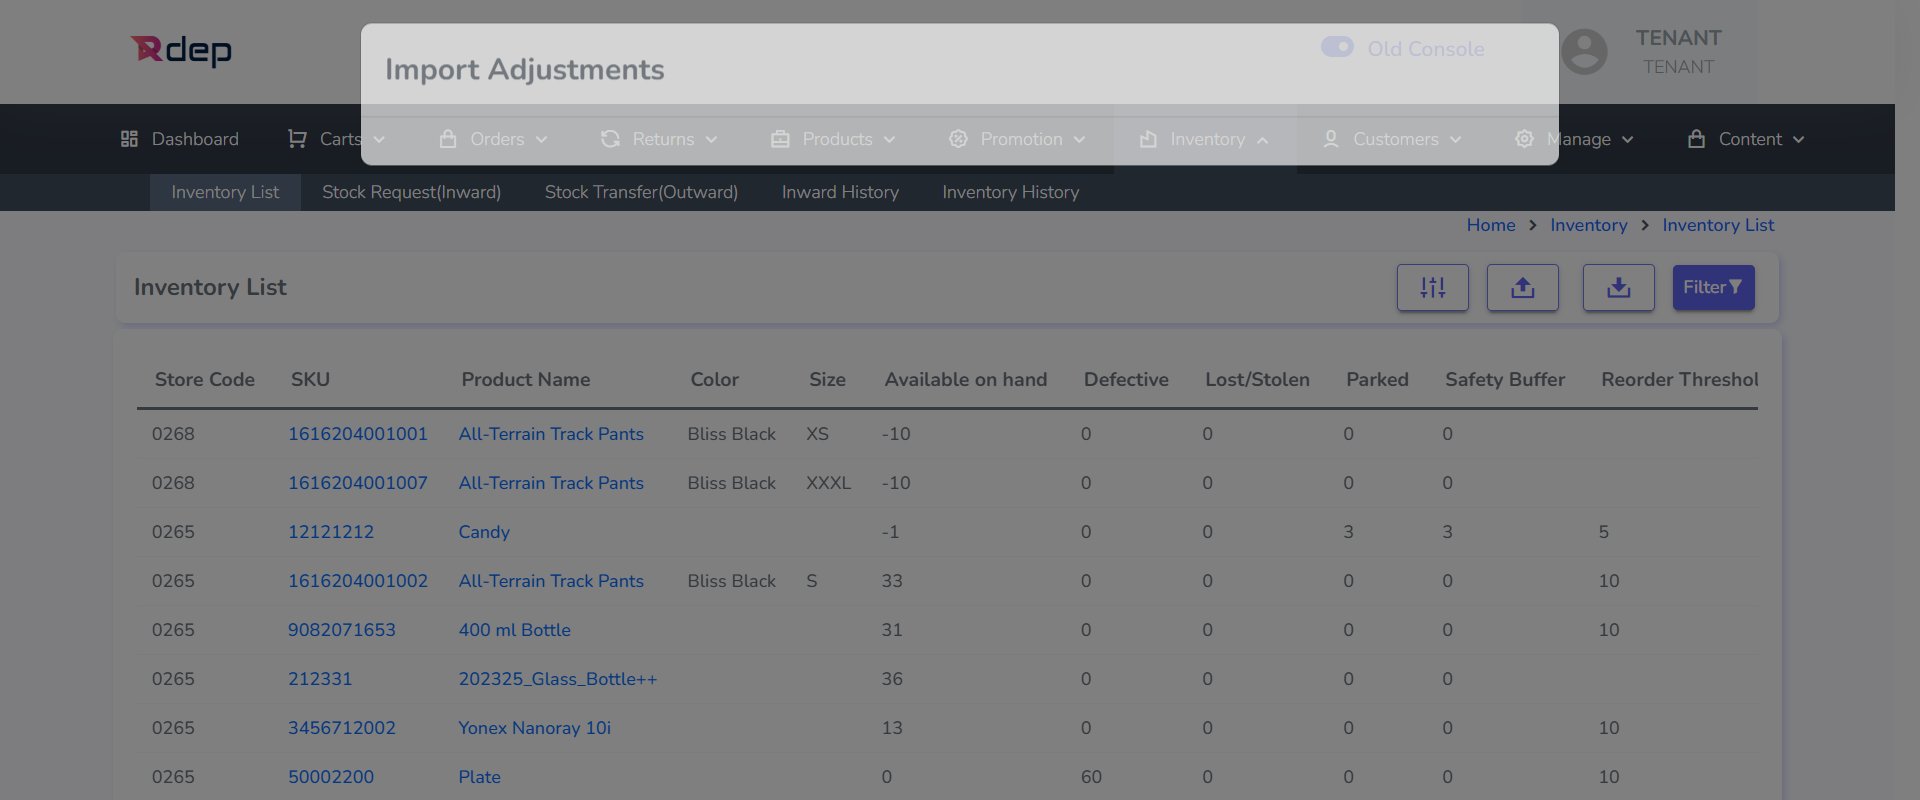 Rdep
Import Adjustments
Old Console
TENANT
TENANT
Dashboard Carts Orders Returns Products Promotion Inventory Customers Manage Content
Inventory List Stock Request(Inward) Stock Transfer(Outward) Inward History Inventory History
Home > Inventory > Inventory List
Inventory List
Filter
Store Code SKU Product Name Color Size Available on hand Defective Lost/Stolen Parked Safety Buffer Reorder Threshol
0268 1616204001001 All-Terrain Track Pants Bliss Black XS -10 0 0 0 0
0268 1616204001007 All-Terrain Track Pants Bliss Black XXXL -10 0 0 0 0
0265 12121212 Candy -1 0 0 3 3 5
0265 1616204001002 All-Terrain Track Pants Bliss Black S 33 0 0 0 0 10
0265 9082071653 400 ml Bottle 31 0 0 0 0 10
0265 212331 202325_Glass_Bottle++ 36 0 0 0 0
0265 3456712002 Yonex Nanoray 10i 13 0 0 0 0 10
0265 50002200 Plate 0 60 0 0 0 10